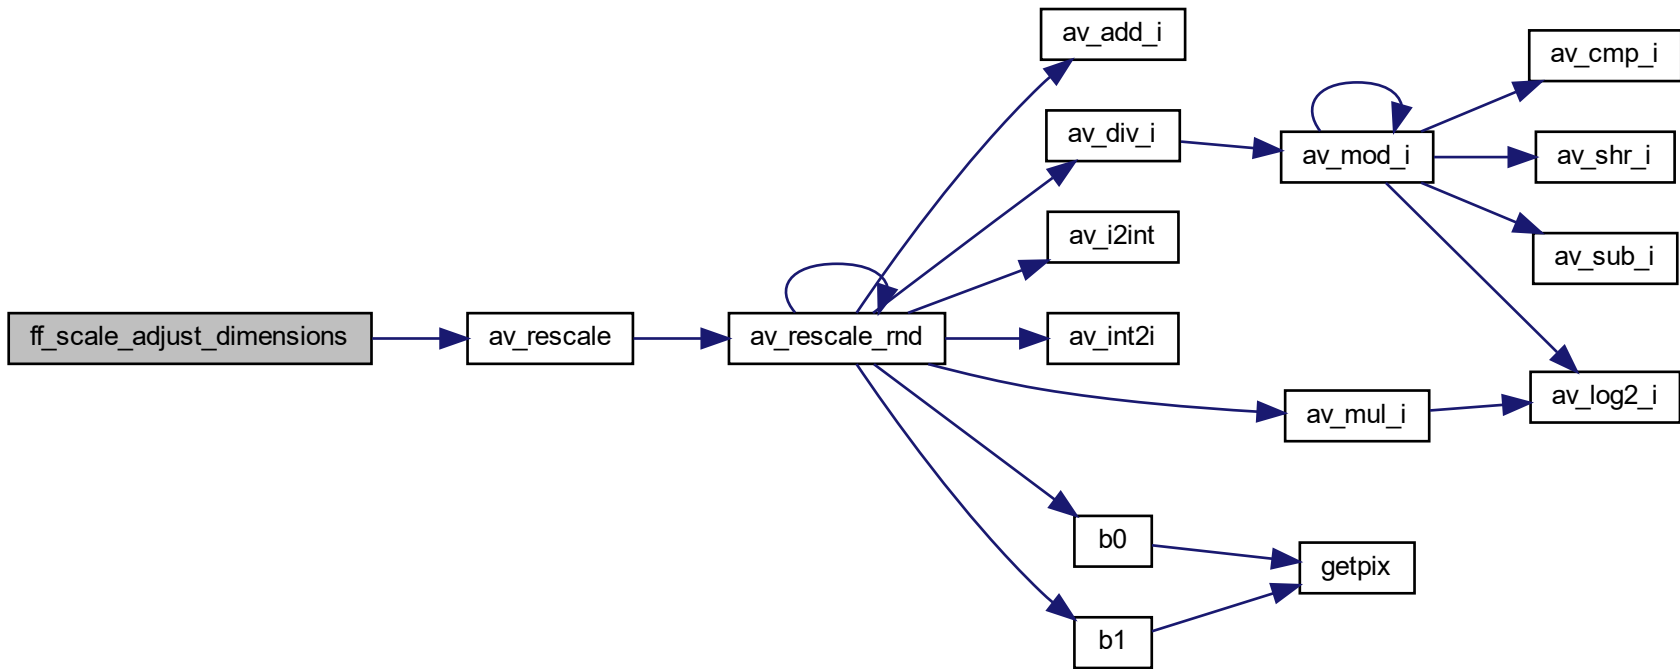 ff_scale_adjust_dimensions
av_rescale
av_rescale_rnd
av_add_i
av_div_i
av_i2int
av_int2i
av_mul_i
b0
b1
av_mod_i
getpix
av_cmp_i
av_shr_i
av_sub_i
av_log2_i